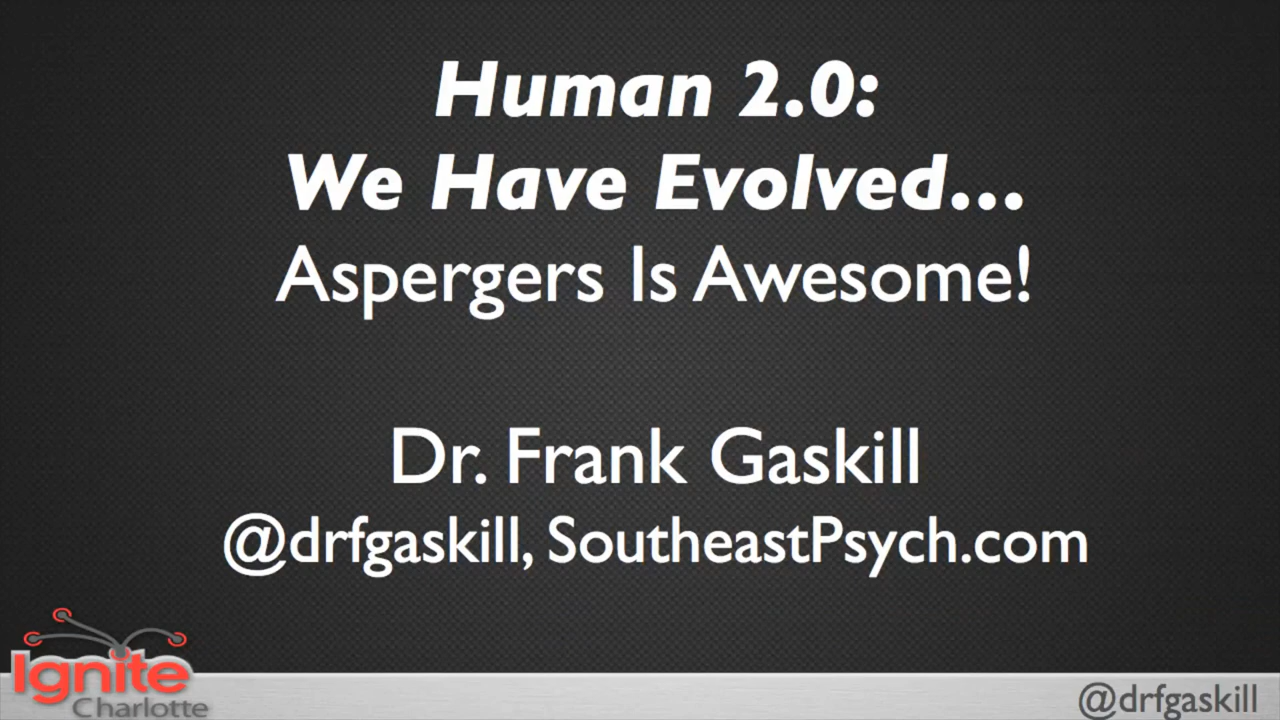 Human 2.0:
We Have Evolved...
Aspergers Is Awesome!
Dr. Frank Gaskill
@drfgaskill, SoutheastPsych.com
Ignite
Charlotte
@drfgaskill